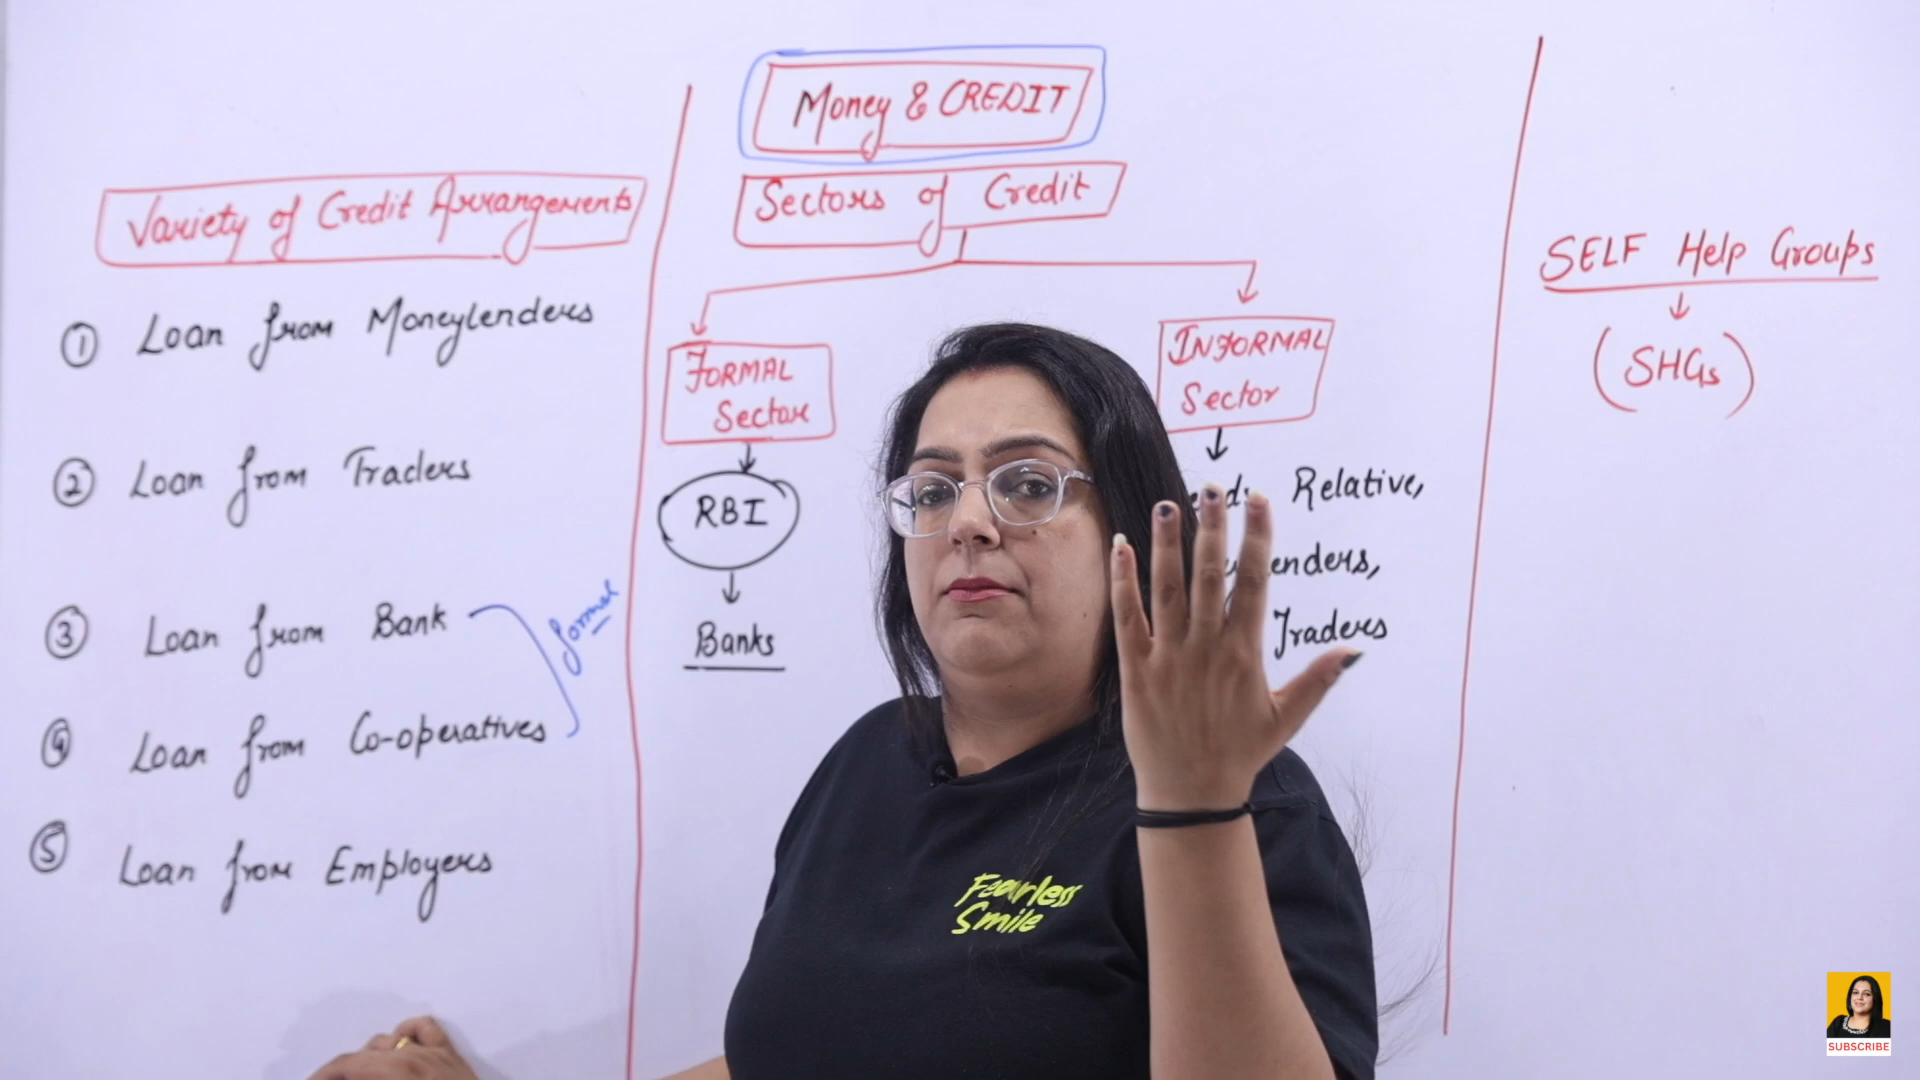 Money & CREDIT
Sectors of Credit
Variety of Credit Arrangements
① Loan from Moneylenders
② Loan from Traders
③ Loan from Bank
④ Loan from Co-operatives
⑤ Loan from Employers
formal
FORMAL
Sector
RBI
Banks
INFORMAL
Sector
Relative,
Traders
SELF Help Groups
(SHGs)
Fearless
Smile
SUBSCRIBE